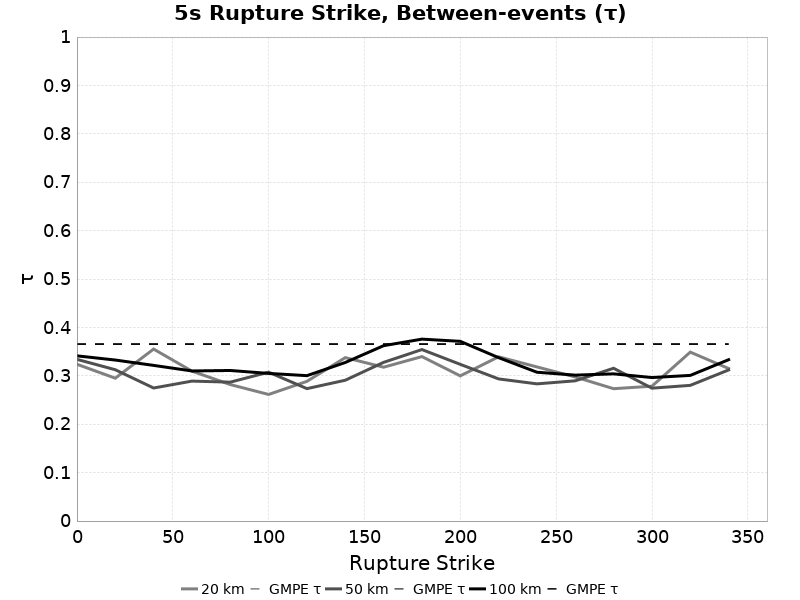 5s Rupture Strike, Between-events (τ)
1
0.9
0.8
0.7
0.6
0.5
0.4
0.3
0.2
0.1
0
τ
0 50 100 150 200 250 300 350
Rupture Strike
20 km GMPE τ 50 km GMPE τ 100 km GMPE τ